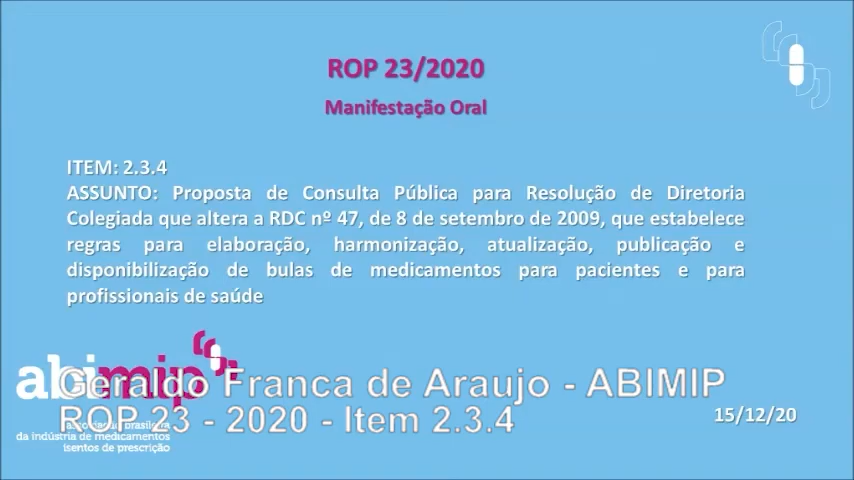 ROP 23/2020
Manifestação Oral
ITEM: 2.3.4
ASSUNTO: Proposta de Consulta Pública para Resolução de Diretoria
Colegiada que altera a RDC nº 47, de 8 de setembro de 2009, que estabelece
regras para elaboração, harmonização, atualização, publicação e
disponibilização de bulas de medicamentos para pacientes e para
profissionais de saúde
abimip
Geraldo Franca de Araujo - ABIMIP
ROP 23 - 2020 - Item 2.3.4
15/12/20
brasileira
da indústria de medicamentos
isentos de prescrição